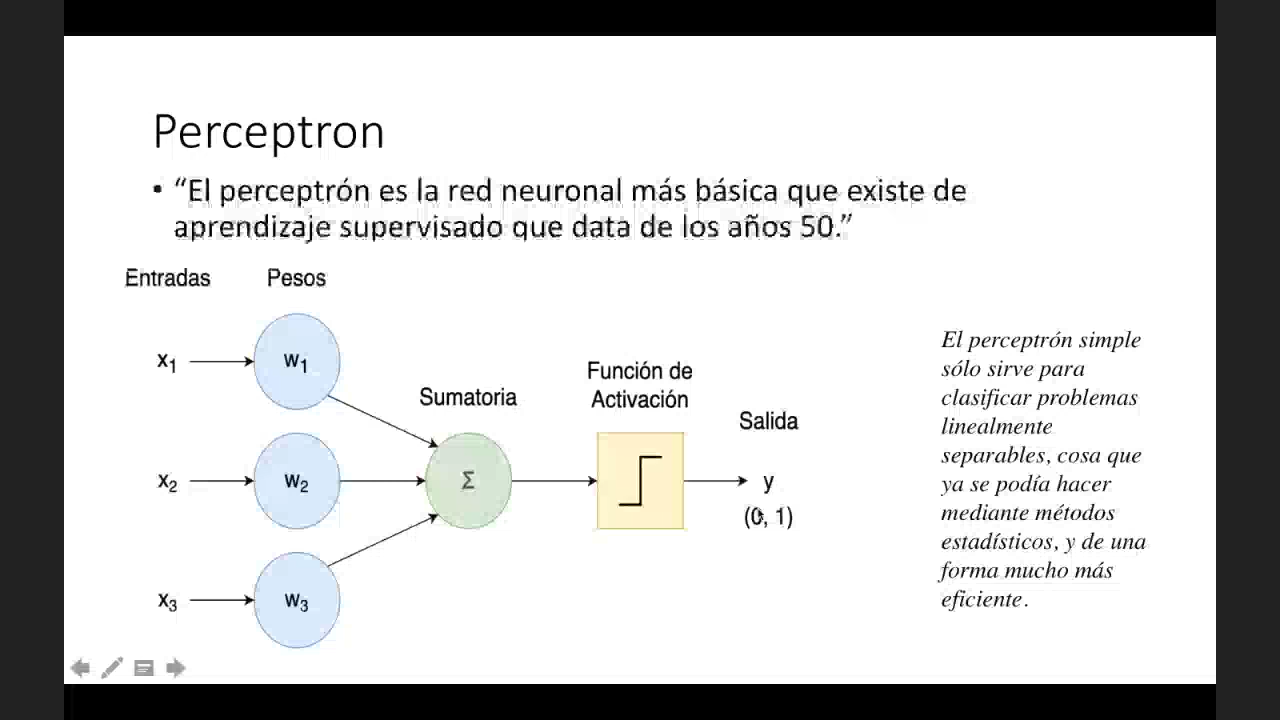 Perceptron
• “El perceptrón es la red neuronal más básica que existe de
aprendizaje supervisado que data de los años 50.”
Entradas
Pesos
x1
w1
Sumatoria
Función de
Activación
Salida
x2
w2
Σ
y
(0, 1)
x3
w3
El perceptrón simple
sólo sirve para
clasificar problemas
linealmente
separables, cosa que
ya se podía hacer
mediante métodos
estadísticos, y de una
forma mucho más
eficiente.